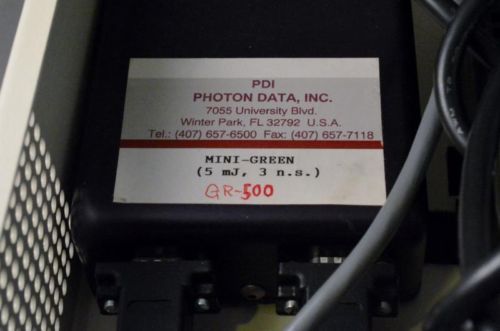 PDI
PHOTON DATA, INC.
7055 University Blvd.
Winter Park, FL 32792 U.S.A.
Tel.: (407) 657-6500 Fax: (407) 657-7118
MINI-GREEN
(5 mJ, 3 n.s.)
GR-500